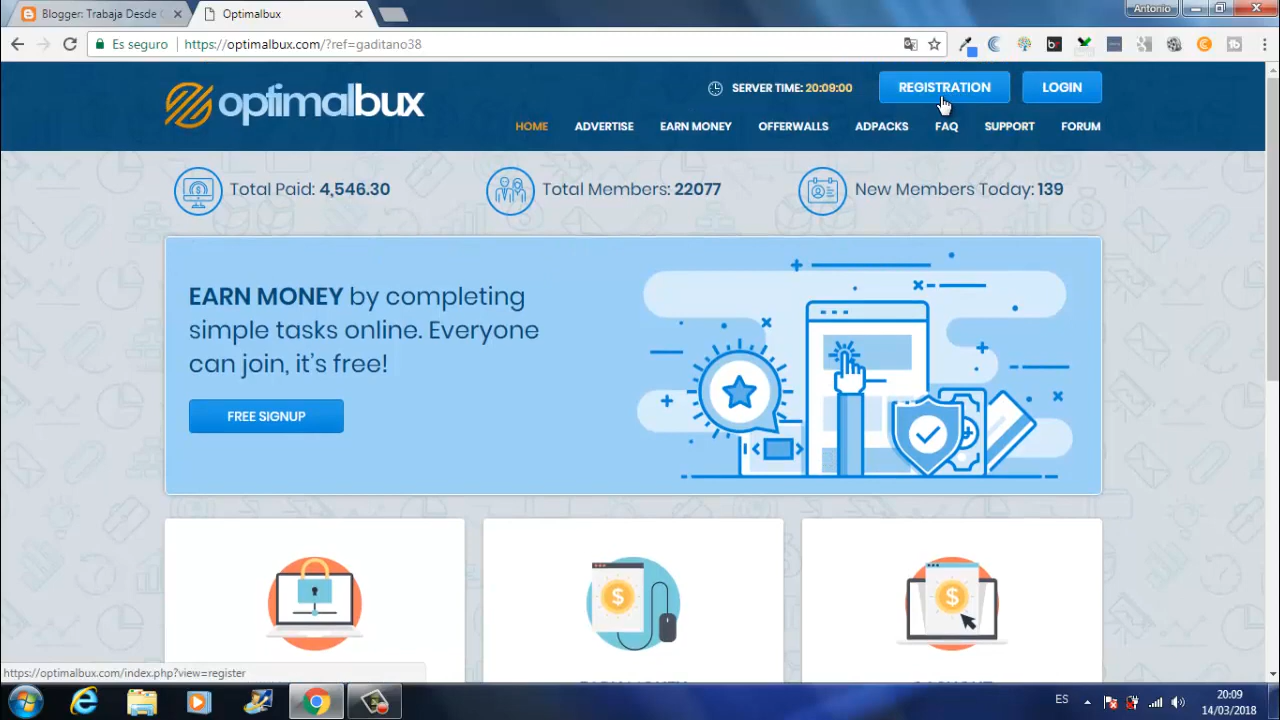 Blogger: Trabaja Desde
Optimalbux
Antonio
Es seguro
https://optimalbux.com/?ref=gaditano38
optimalbux
SERVER TIME: 20:09:00
REGISTRATION
LOGIN
HOME
ADVERTISE
EARN MONEY
OFFERWALLS
ADPACKS
FAQ
SUPPORT
FORUM
Total Paid: 4,546.30
Total Members: 22077
New Members Today: 139
EARN MONEY by completing
simple tasks online. Everyone
can join, it's free!
FREE SIGNUP
https://optimalbux.com/index.php?view=register
ES
20:09
14/03/2018